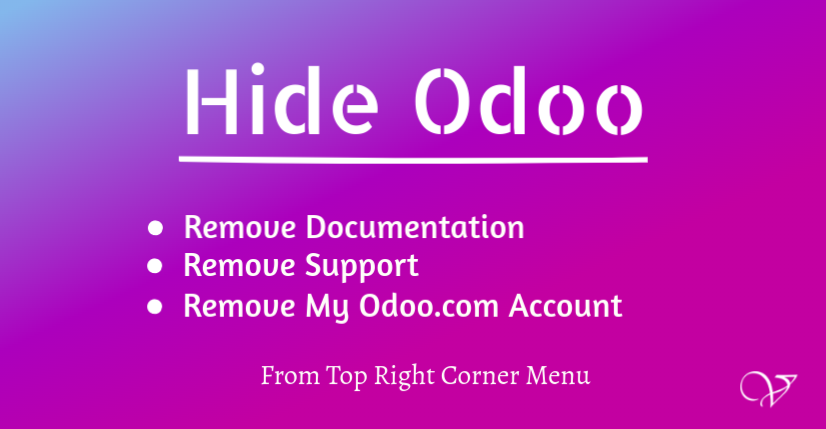 Hide Odoo
Remove Documentation
Remove Support
Remove My Odoo.com Account
From Top Right Corner Menu